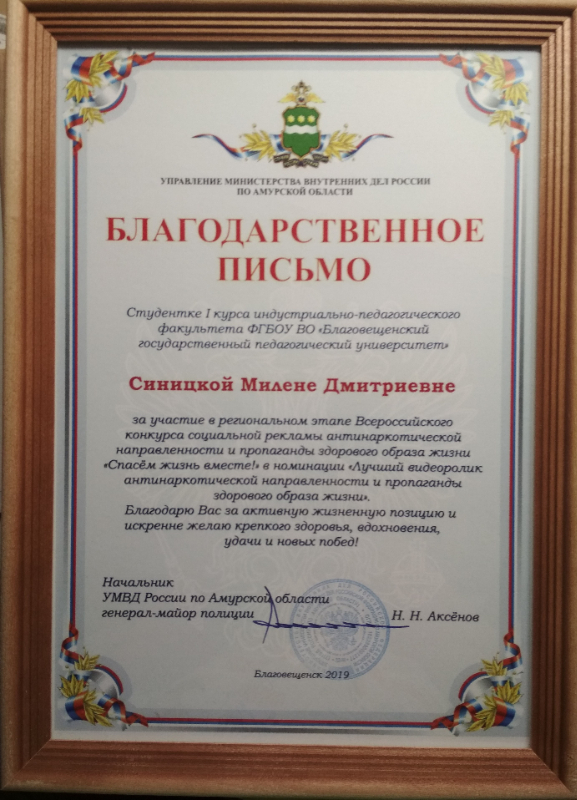 УПРАВЛЕНИЕ МИНИСТЕРСТВА ВНУТРЕННИХ ДЕЛ РОССИИ
ПО АМУРСКОЙ ОБЛАСТИ
БЛАГОДАРСТВЕННОЕ
ПИСЬМО
Студентке I курса индустриально-педагогического
факультета ФГБОУ ВО «Благовещенский
государственный педагогический университет»
Синицкой Милене Дмитриевне
за участие в региональном этапе Всероссийского
конкурса социальной рекламы антинаркотической
направленности и пропаганды здорового образа жизни
«Спасём жизнь вместе!» в номинации «Лучший видеоролик
антинаркотической направленности и пропаганды
здорового образа жизни».
Благодарю Вас за активную жизненную позицию и
искренне желаю крепкого здоровья, вдохновения,
удачи и новых побед!
Начальник
УМВД России по Амурской области
генерал-майор полиции Н. Н. Аксёнов
Благовещенск 2019